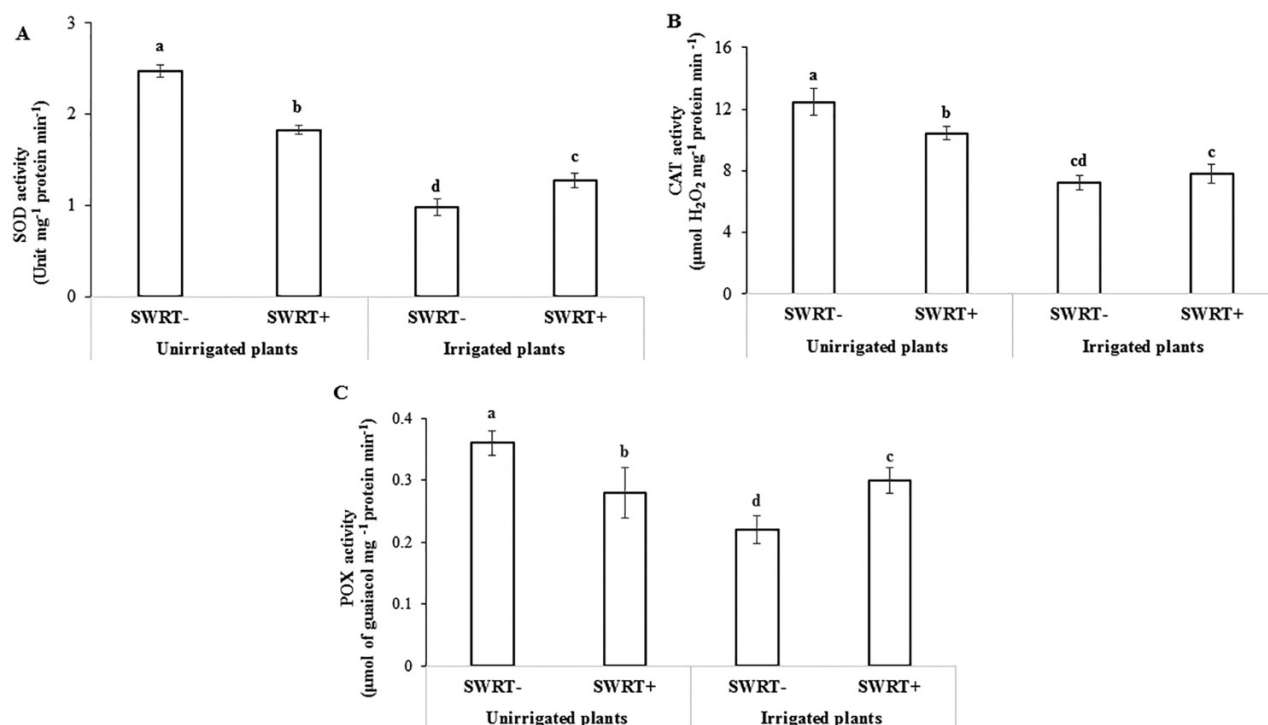 A
SOD activity
(Unit mg⁻¹ protein min⁻¹)
3
2
1
0
a
b
d
c
SWRT- SWRT+ SWRT- SWRT+
Unirrigated plants Irrigated plants
B
CAT activty
(µmol H₂O₂ mg⁻¹ protein min ⁻¹)
16
12
8
4
0
a
b
cd
c
SWRT- SWRT+ SWRT- SWRT+
Unirrigated plants Irrigated plants
C
POX activity
(µmol of guaiacol mg ⁻¹ protein min⁻¹)
0.4
0.3
0.2
0.1
0
a
b
d
c
SWRT- SWRT+ SWRT- SWRT+
Unirrigated plants Irrigated plants